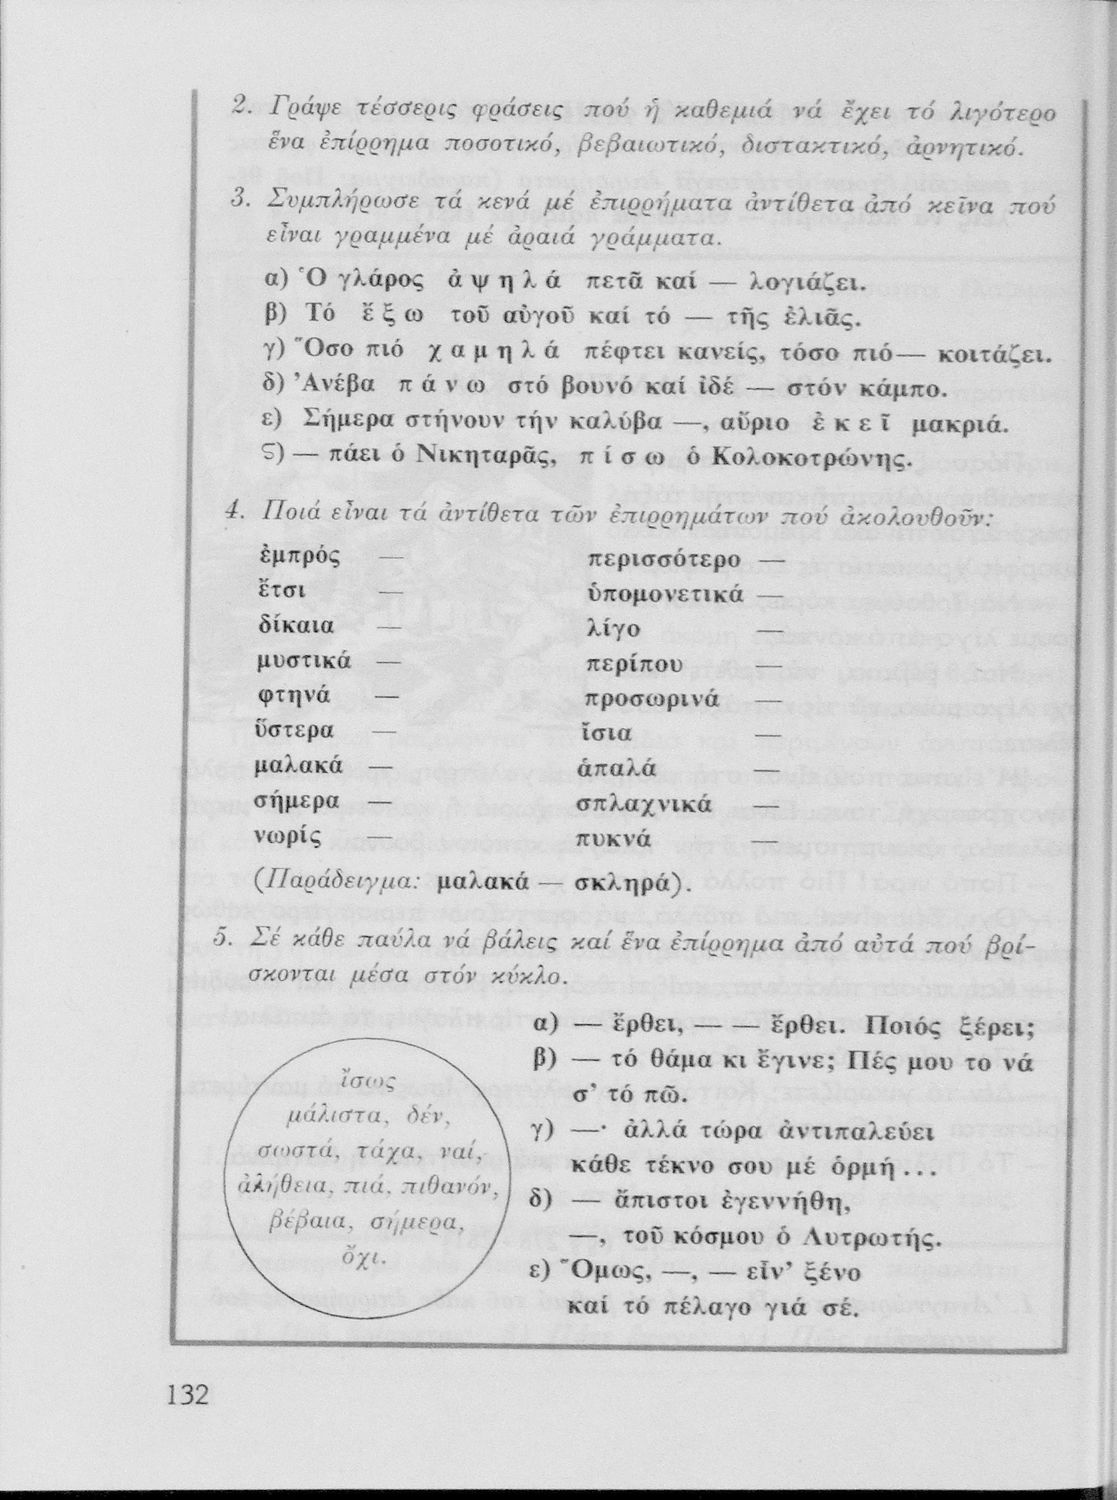 2. Γράψε τέσσερις φράσεις πού ἡ καθεμιά νά ἔχει τό λιγότερο
ἕνα ἐπίρρημα ποσοτικό, βεβαιωτικό, διστακτικό, ἀρνητικό.
3. Συμπλήρωσε τά κενά μέ ἐπιρρήματα ἀντίθετα ἀπό κεῖνα πού
εἶναι γραμμένα μέ ἀραιά γράμματα.
α) Ὁ γλάρος ἀ ψ η λ ά πετᾶ καί — λογιάζει.
β) Τό ἔ ξ ω τοῦ αὐγοῦ καί τό — τῆς ἐλιᾶς.
γ) Ὅσο πιό χ α μ η λ ά πέφτει κανείς, τόσο πιό— κοιτάζει.
δ) Ἀνέβα π ά ν ω στό βουνό καί ἰδέ — στόν κάμπο.
ε) Σήμερα στήνουν τήν καλύβα —, αὔριο ἐ κ ε ῖ μακριά.
ς) — πάει ὁ Νικηταρᾶς, π ί σ ω ὁ Κολοκοτρώνης.
4. Ποιά εἶναι τά ἀντίθετα τῶν ἐπιρρημάτων πού ἀκολουθοῦν:
ἐμπρός — περισσότερο —
ἔτσι — ὑπομονετικά —
δίκαια — λίγο —
μυστικά — περίπου —
φτηνά — προσωρινά —
ὕστερα — ἴσια —
μαλακά — ἁπαλά —
σήμερα — σπλαχνικά —
νωρίς — πυκνά —
(Παράδειγμα: μαλακά — σκληρά).
5. Σέ κάθε παύλα νά βάλεις καί ἕνα ἐπίρρημα ἀπό αὐτά πού βρί-
σκονται μέσα στόν κύκλο.
ἴσως
μάλιστα, δέν,
σωστά, τάχα, ναί,
ἀλήθεια, πιά, πιθανόν,
βέβαια, σήμερα,
ὄχι.
α) — ἔρθει, — — ἔρθει. Ποιός ξέρει;
β) — τό θάμα κι ἔγινε; Πές μου το νά
σ' τό πῶ.
γ) —· ἀλλά τώρα ἀντιπαλεύει
κάθε τέκνο σου μέ ὁρμή ...
δ) — ἄπιστοι ἐγεννήθη,
—, τοῦ κόσμου ὁ Λυτρωτής.
ε) Ὅμως, —, — εἶν' ξένο
καί τό πέλαγο γιά σέ.
132